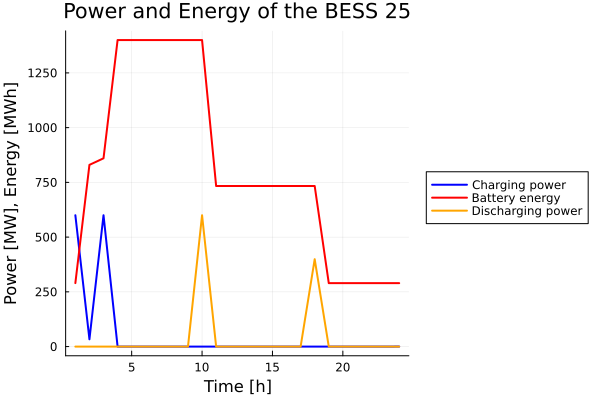 Power and Energy of the BESS 25
Power [MW], Energy [MWh]
1250
1000
750
500
250
0
5
10
15
20
Time [h]
Charging power
Battery energy
Discharging power